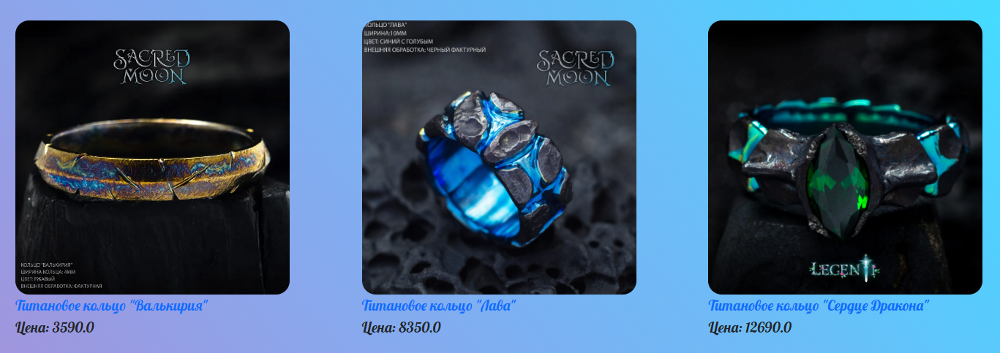 SACRED
MOON
КОЛЬЦО "ВАЛЬКИРИЯ"
ШИРИНА КОЛЬЦА: 4ММ
ЦВЕТ: РЖАВЫЙ
ВНЕШНЯЯ ОБРАБОТКА: ФАКТУРНАЯ
Титановое кольцо "Валькирия"
Цена: 3590.0
КОЛЬЦО "ЛАВА"
ШИРИНА:10ММ
ЦВЕТ: СИНИЙ С ГОЛУБЫМ
ВНЕШНЯЯ ОБРАБОТКА: ЧЕРНЫЙ ФАКТУРНЫЙ
SACRED
MOON
Титановое кольцо "Лава"
Цена: 8350.0
LEGENTI
Титановое кольцо "Сердце Дракона"
Цена: 12690.0